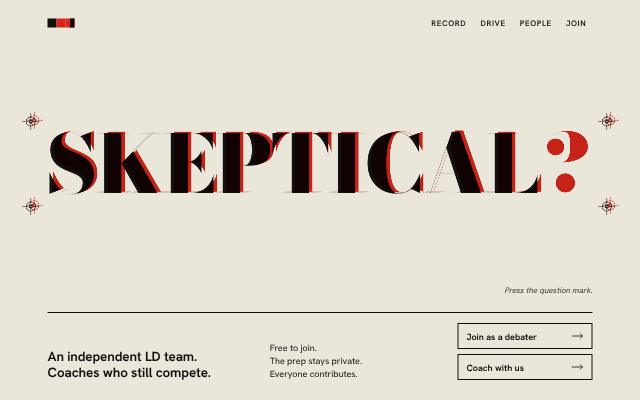 RECORD DRIVE PEOPLE JOIN
SKEPTICAL?
Press the question mark.
An independent LD team.
Coaches who still compete.
Free to join.
The prep stays private.
Everyone contributes.
Join as a debater →
Coach with us →